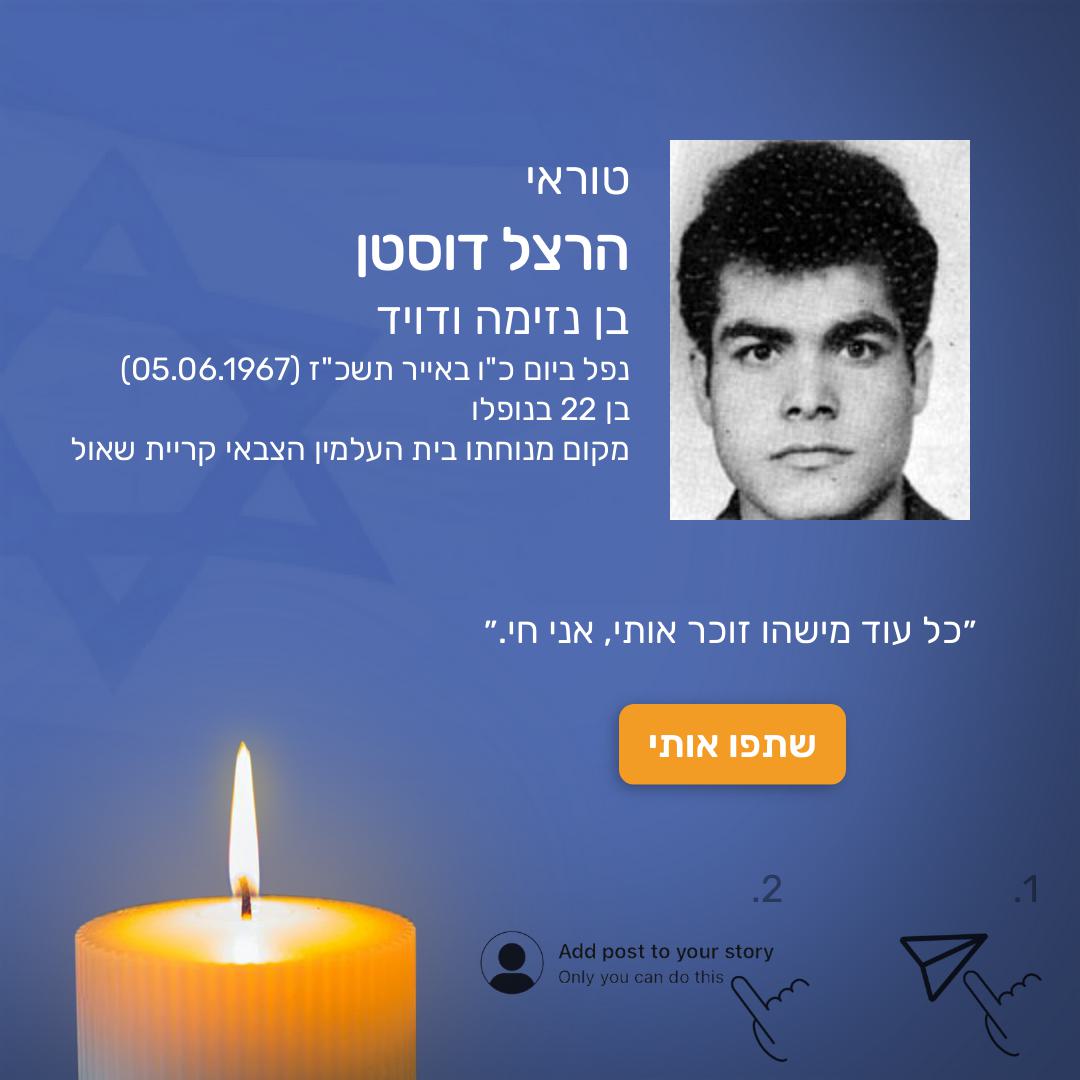 טוראי
הרצל דוסטן
בן נזימה ודויד
נפל ביום כ"ו באייר תשכ"ז (05.06.1967)
בן 22 בנופלו
מקום מנוחתו בית העלמין הצבאי קריית שאול
״כל עוד מישהו זוכר אותי, אני חי.״
שתפו אותי
1.
2.
Add post to your story
Only you can do this